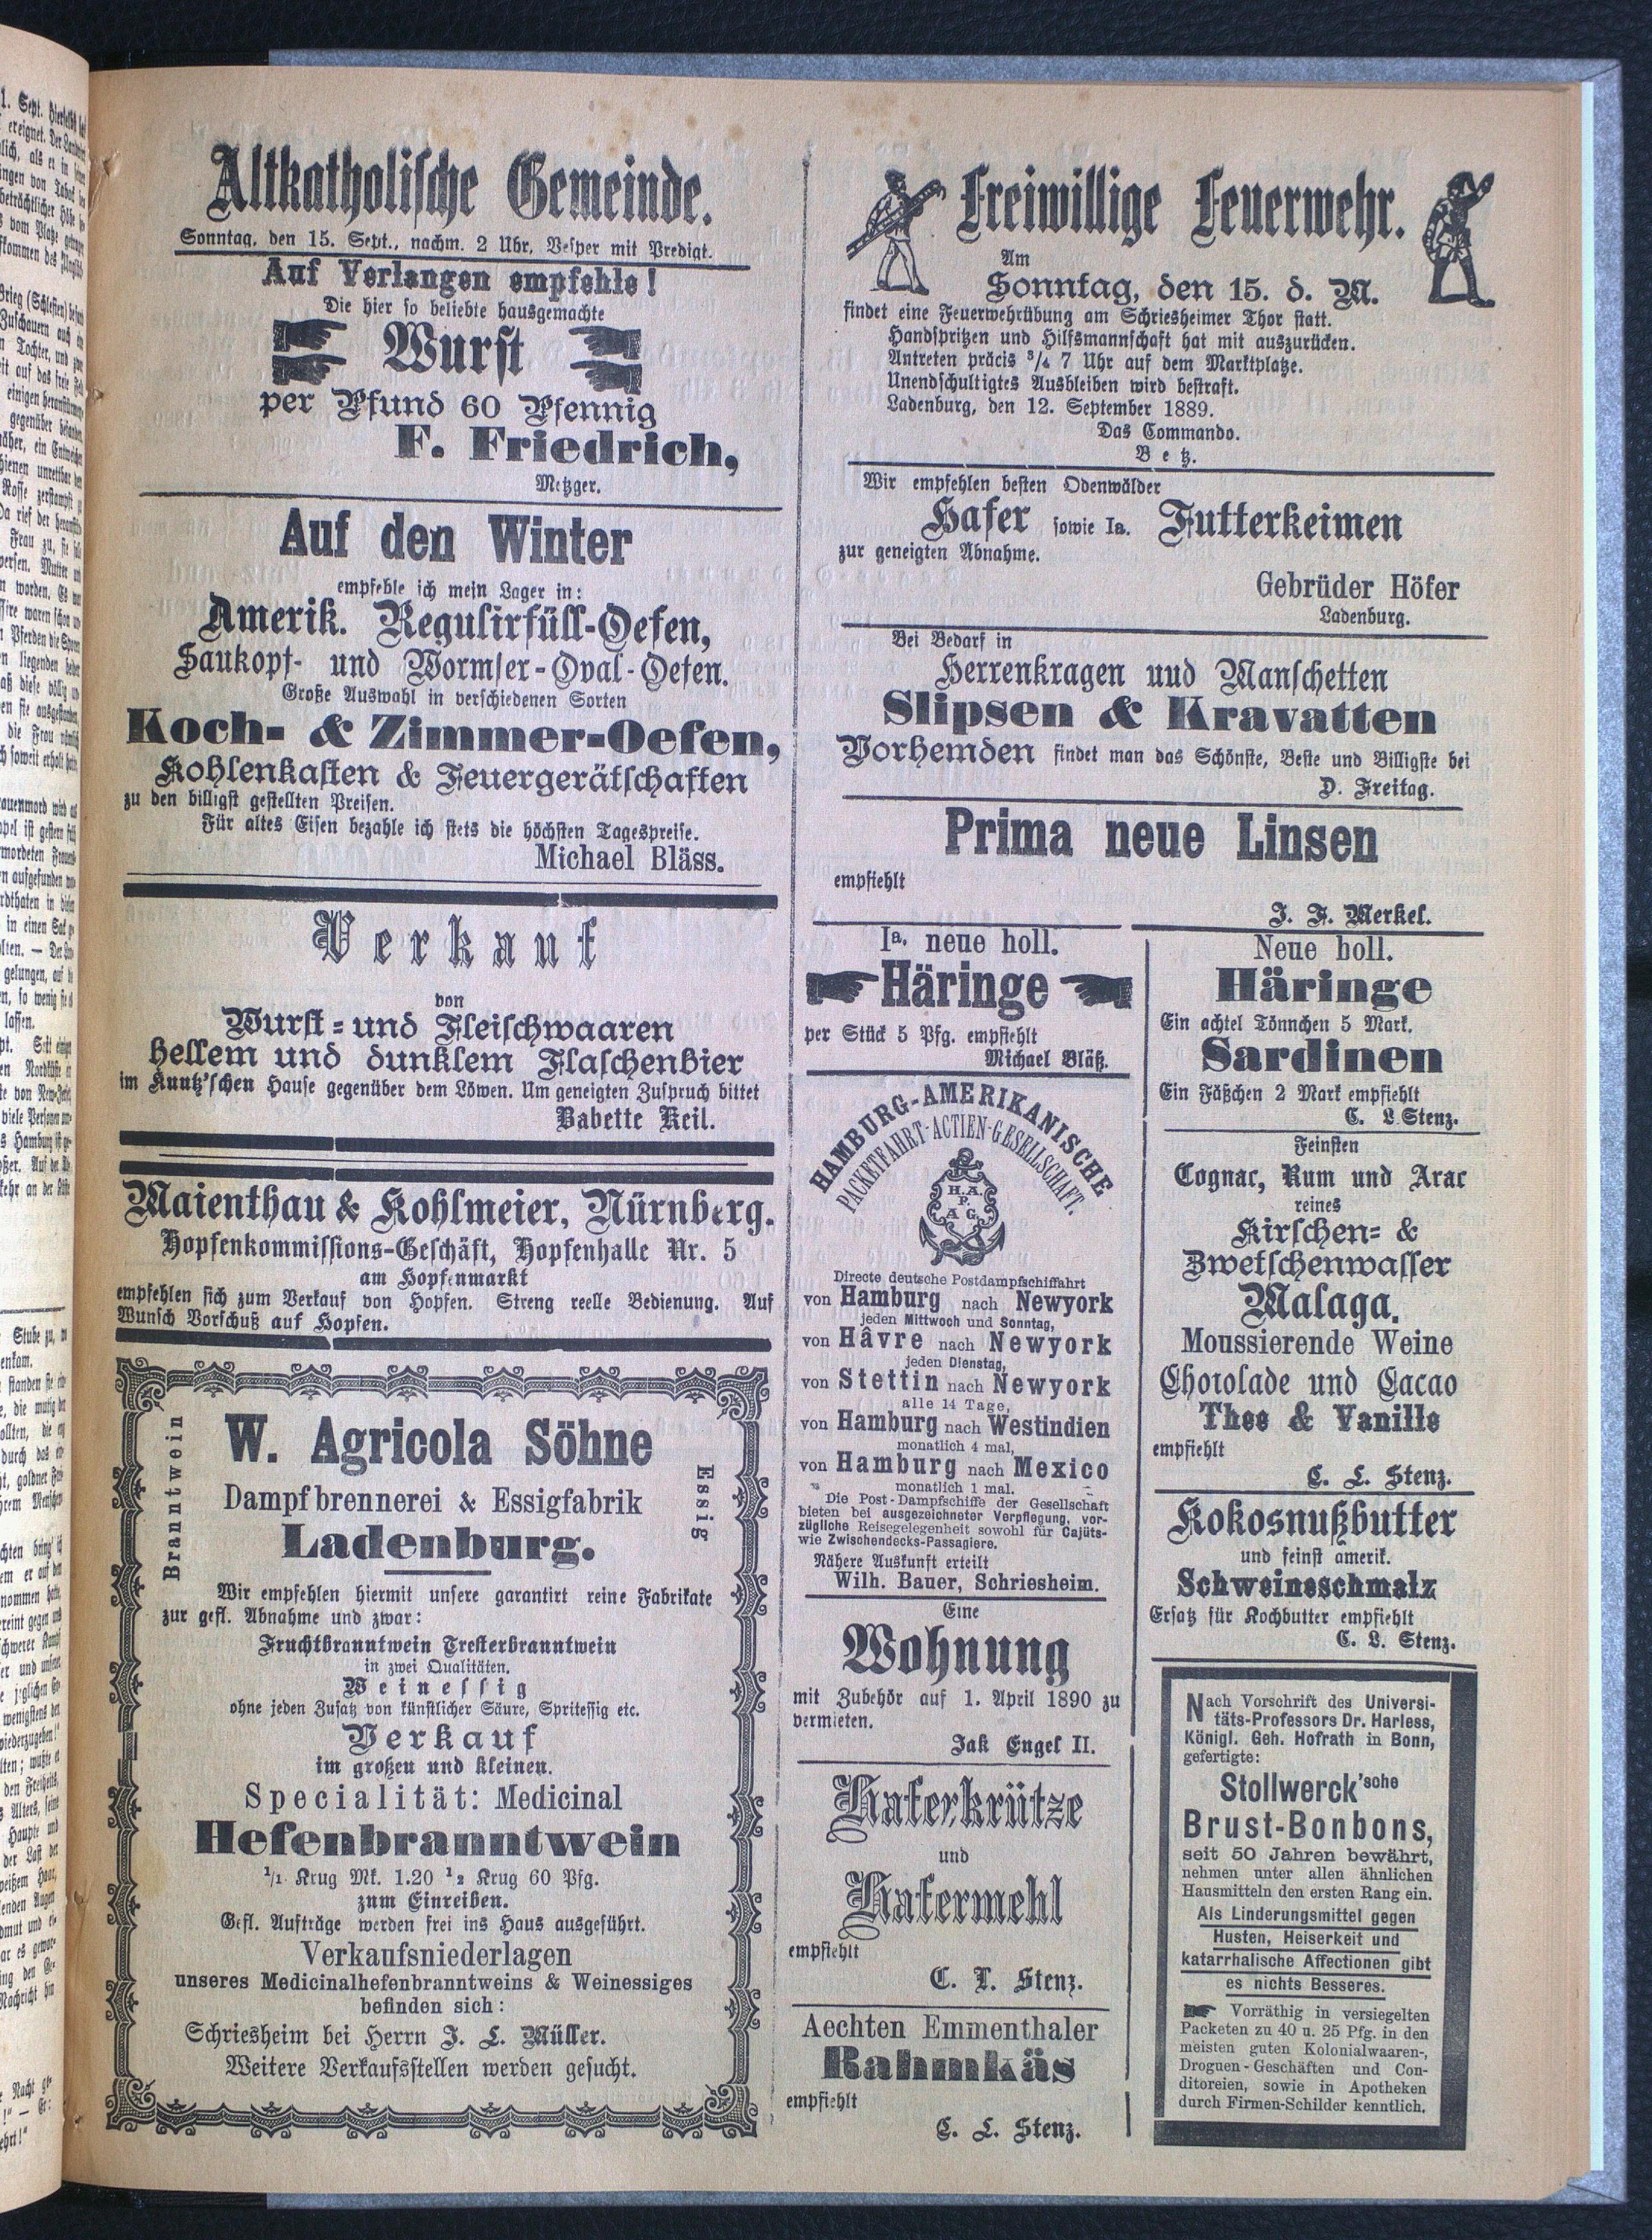 Altkatholische Gemeinde.
Sonntag, den 15. Sept., nachm. 2 Uhr, Vesper mit Predigt.
Auf Verlangen empfehle!
Die hier so beliebte hausgemachte
Wurst
per Pfund 60 Pfennig
F. Friedrich,
Metzger.
Auf den Winter
empfehle ich mein Lager in:
Amerik. Regulirfüll-Oefen,
Saukopf- und Wormser-Oval-Oefen.
Große Auswahl in verschiedenen Sorten
Koch- & Zimmer-Oefen,
Kohlenkasten & Feuergerätschaften
zu den billigst gestellten Preisen.
Für altes Eisen bezahle ich stets die höchsten Tagespreise.
Michael Bläss.
Verkauf
von
Wurst- und Fleischwaaren
hellem und dunklem Flaschenbier
im Kuntz'schen Hause gegenüber dem Löwen. Um geneigten Zuspruch bittet
Babette Keil.
Maienthau & Kohlmeier, Nürnberg.
Hopfenkommissions-Geschäft, Hopfenhalle Nr. 5
am Hopfenmarkt
empfehlen sich zum Verkauf von Hopfen. Streng reelle Bedienung. Auf
Wunsch Vorschuß auf Hopfen.
Branntwein
W. Agricola Söhne
Dampfbrennerei & Essigfabrik
Ladenburg.
Essig
Wir empfehlen hiermit unsere garantirt reine Fabrikate
zur gefl. Abnahme und zwar:
Fruchtbranntwein Tresterbranntwein
in zwei Qualitäten.
Weinessig
ohne jeden Zusatz von künstlicher Säure, Spritessig etc.
Verkauf
im großen und kleinen.
Specialität: Medicinal
Hefenbranntwein
1/1 Krug Mk. 1.20 1/2 Krug 60 Pfg.
zum Einreiben.
Gefl. Aufträge werden frei ins Haus ausgeführt.
Verkaufsniederlagen
unseres Medicinalhefenbranntweins & Weinessiges
befinden sich:
Schriesheim bei Herrn J. L. Müller.
Weitere Verkaufsstellen werden gesucht.
Freiwillige Feuerwehr.
Am
Sonntag, den 15. d. M.
findet eine Feuerwehrübung am Schriesheimer Thor statt.
Handspritzen und Hilfsmannschaft hat mit auszurücken.
Antreten präcis 3/4 7 Uhr auf dem Marktplatze.
Unendschultigtes Ausbleiben wird bestraft.
Ladenburg, den 12. September 1889.
Das Commando.
Betz.
Wir empfehlen besten Odenwälder
Hafer sowie Ia. Futterkeimen
zur geneigten Abnahme.
Gebrüder Höfer
Ladenburg.
Bei Bedarf in
Herrenkragen und Manschetten
Slipsen & Kravatten
Vorhemden findet man das Schönste, Beste und Billigste bei
D. Freitag.
Prima neue Linsen
empfiehlt
J. F. Merkel.
Ia. neue holl.
Häringe
per Stück 5 Pfg. empfiehlt
Michael Bläß.
HAMBURG-AMERIKANISCHE
PACKETFAHRT-ACTIEN-GESELLSCHAFT.
H. A.
P.
A. G.
Directe deutsche Postdampfschiffahrt
von Hamburg nach Newyork
jeden Mittwoch und Sonntag,
von Hâvre nach Newyork
jeden Dienstag,
von Stettin nach Newyork
alle 14 Tage,
von Hamburg nach Westindien
monatlich 4 mal,
von Hamburg nach Mexico
monatlich 1 mal.
Die Post-Dampfschiffe der Gesellschaft
bieten bei ausgezeichneter Verpflegung, vor-
zügliche Reisegelegenheit sowohl für Cajüts-
wie Zwischendecks-Passagiere.
Nähere Auskunft erteilt
Wilh. Bauer, Schriesheim.
Eine
Wohnung
mit Zubehör auf 1. April 1890 zu
vermieten.
Jak Engel II.
Haferkrütze
und
Hafermehl
empfiehlt
C. L. Stenz.
Aechten Emmenthaler
Rahmkäs
empfiehlt
C. L. Stenz.
Neue holl.
Häringe
Ein achtel Tönnchen 5 Mark.
Sardinen
Ein Fäßchen 2 Mark empfiehlt
C. L Stenz.
Feinsten
Cognac, Rum und Arac
reines
Kirschen- &
Zwetschenwasser
Malaga.
Moussierende Weine
Chokolade und Cacao
Thee & Vanille
empfiehlt
C. L. Stenz.
Kokosnußbutter
und feinst amerik.
Schweineschmalz
Ersatz für Kochbutter empfiehlt
C. L. Stenz.
Nach Vorschrift des Universi-
täts-Professors Dr. Harless,
Königl. Geh. Hofrath in Bonn,
gefertigte:
Stollwerck'sche
Brust-Bonbons,
seit 50 Jahren bewährt,
nehmen unter allen ähnlichen
Hausmitteln den ersten Rang ein.
Als Linderungsmittel gegen
Husten, Heiserkeit und
katarrhalische Affectionen gibt
es nichts Besseres.
Vorräthig in versiegelten
Packeten zu 40 u. 25 Pfg. in den
meisten guten Kolonialwaaren-,
Droguen-Geschäften und Con-
ditoreien, sowie in Apotheken
durch Firmen-Schilder kenntlich.